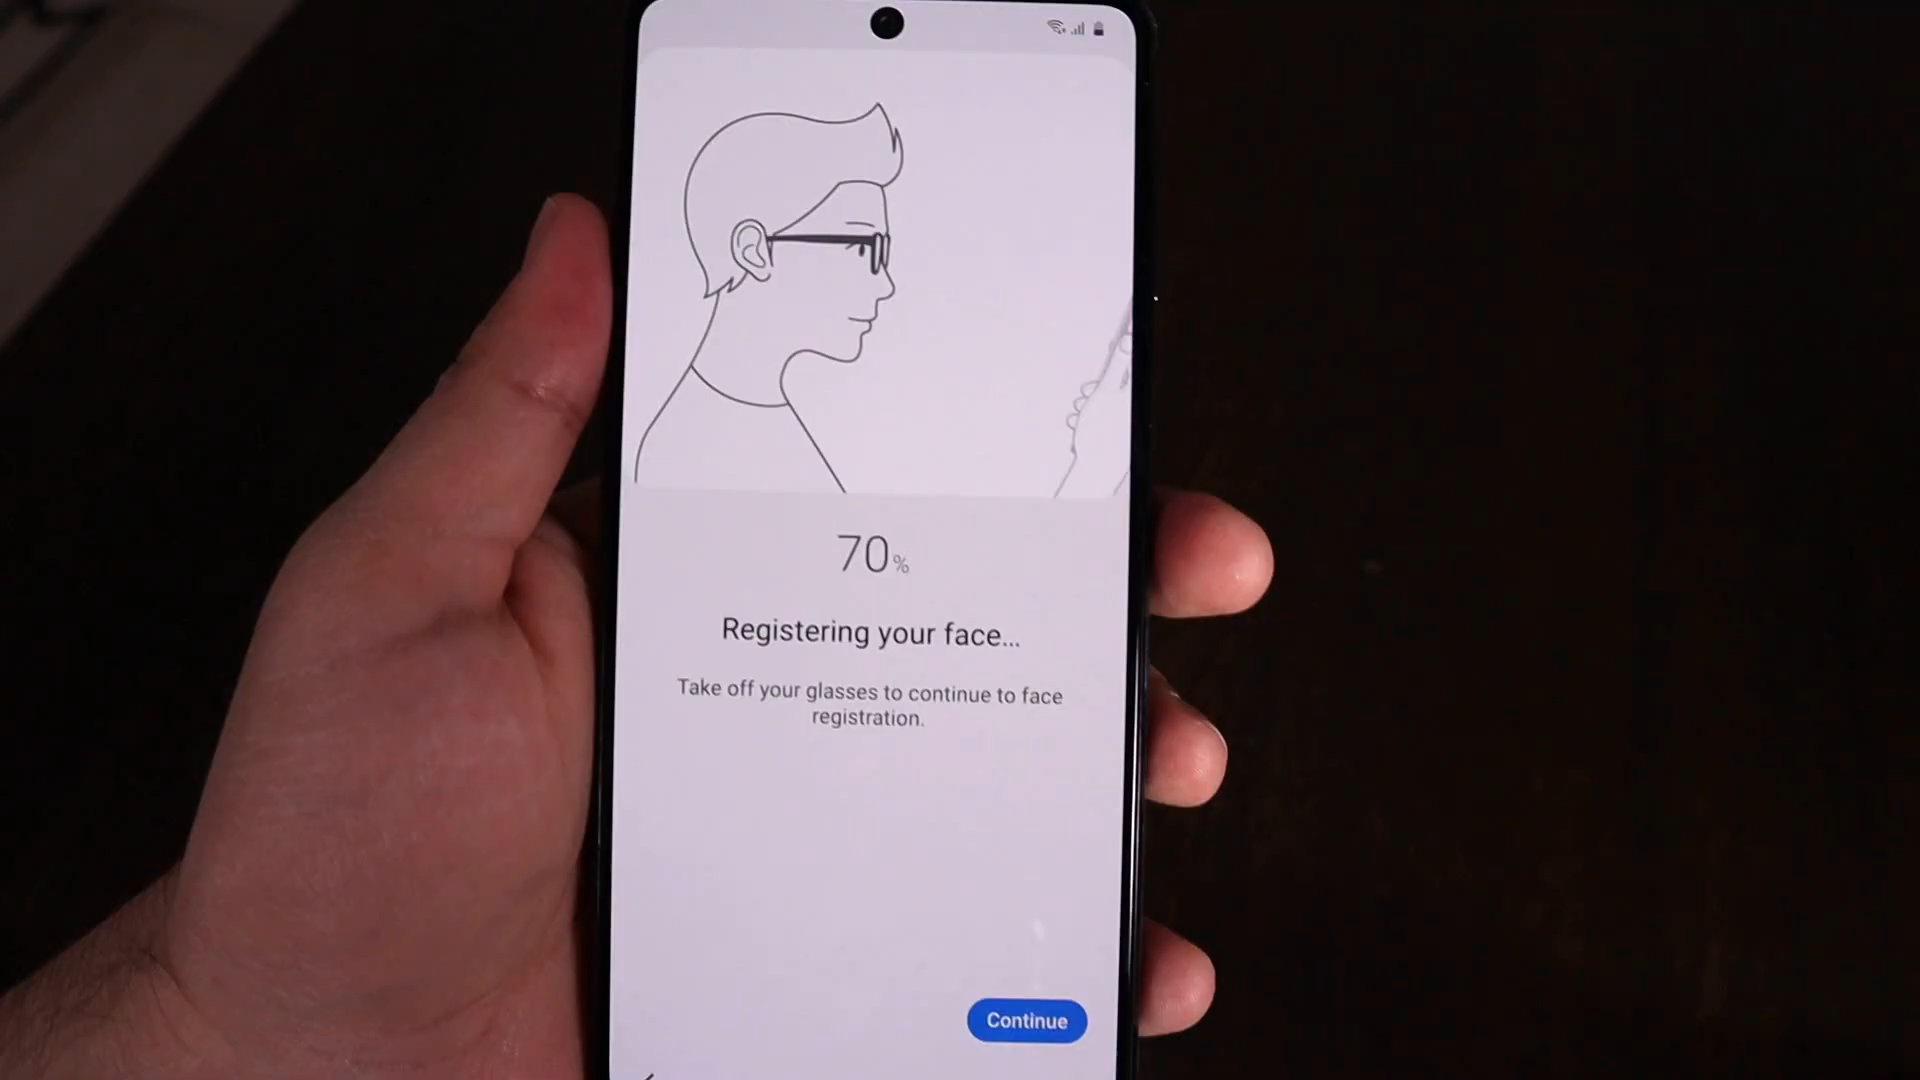 70%
Registering your face...
Take off your glasses to continue to face
registration.
Continue